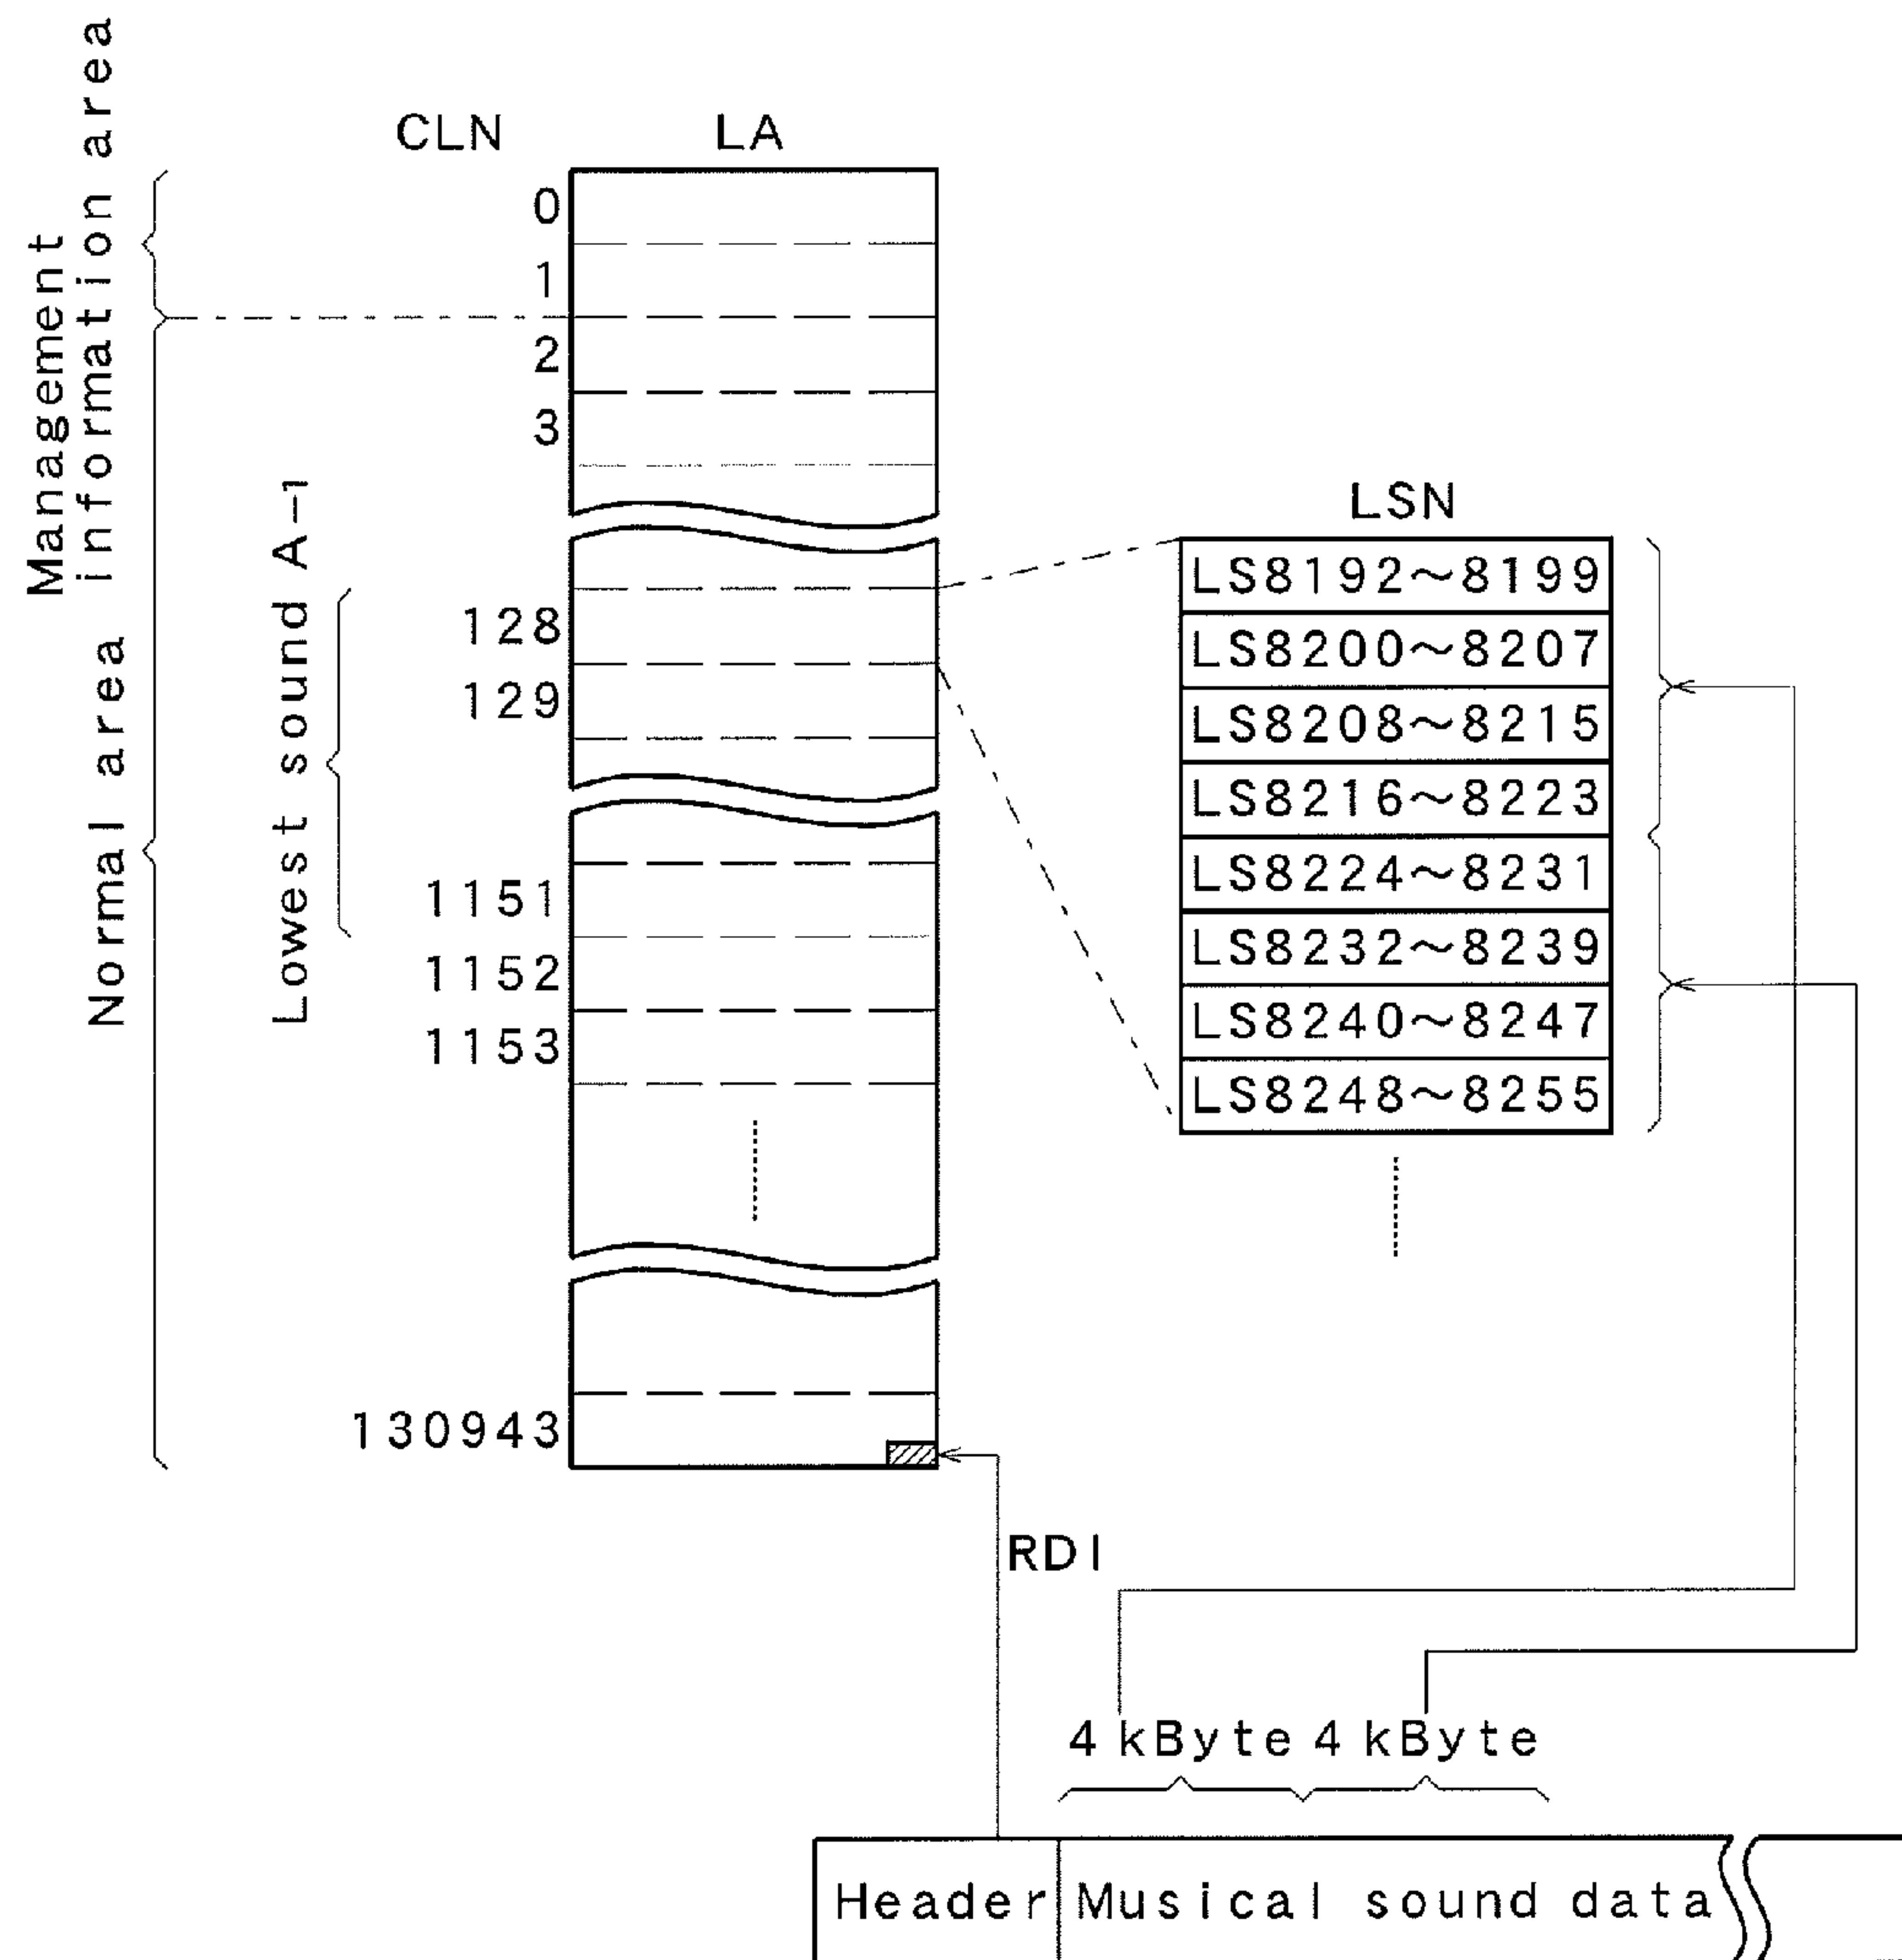 Management
information area
Normal area
Lowest sound A-1
CLN
LA
0
1
2
3
128
129
1151
1152
1153
130943
LSN
LS8192～8199
LS8200～8207
LS8208～8215
LS8216～8223
LS8224～8231
LS8232～8239
LS8240～8247
LS8248～8255
RDI
4 kByte 4 kByte
Header Musical sound data